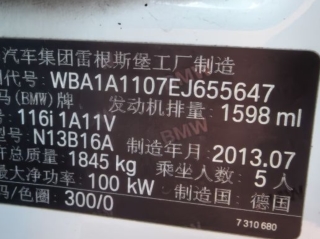 汽车集团雷根斯堡工厂制造
代号: WBA1A1107EJ655647
马(BMW)牌 发动机排量: 1598 ml
116i 1A11V
N13B16A 制造年月: 2013.07
许总质量: 1845 kg 乘坐人数: 5人
最大净功率: 100 kW 制造国: 德国
码/色圈: 300/0
7 310 680